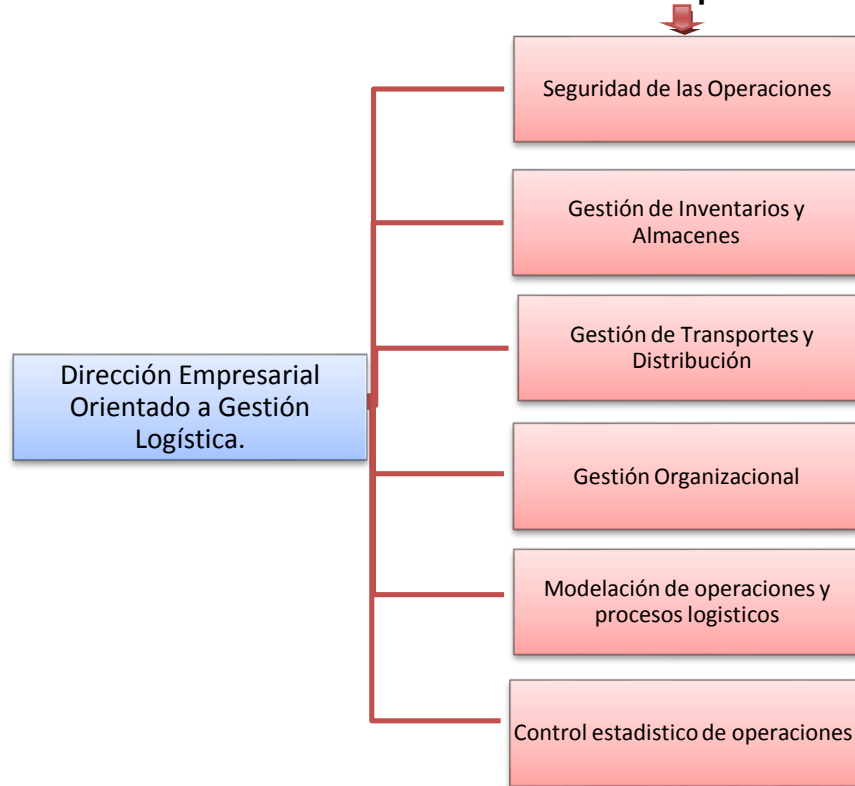 Seguridad de las Operaciones
Gestión de Inventarios y
Almacenes
Gestión de Transportes y
Distribución
Dirección Empresarial
Orientado a Gestión
Logística.
Gestión Organizacional
Modelación de operaciones y
procesos logisticos
Control estadistico de operaciones